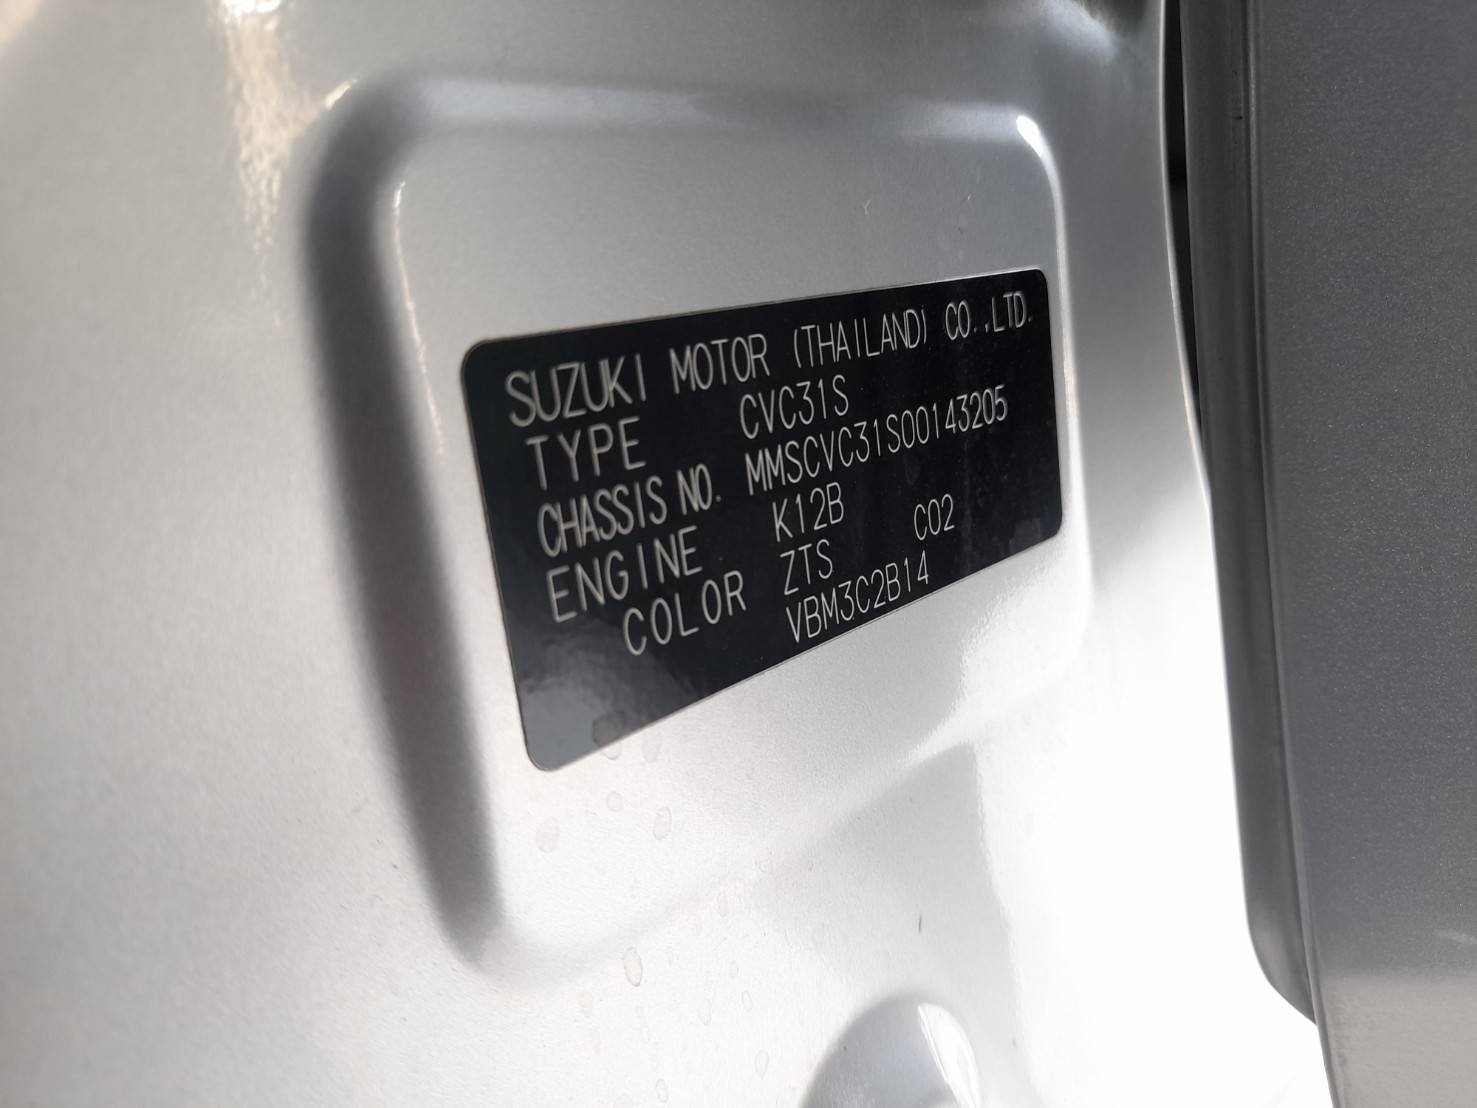 SUZUKI MOTOR (THAILAND) CO.,LTD.
TYPE CVC31S
CHASSIS NO. MMSCVC31S00143205
ENGINE K12B
COLOR ZTS C02
VBM3C2B14